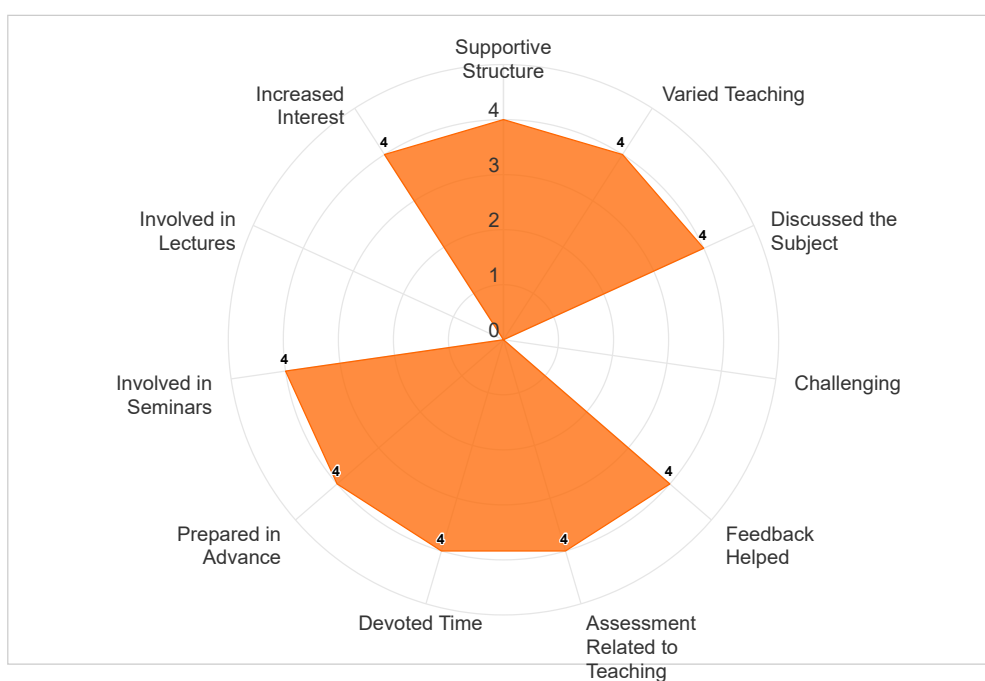 Supportive
Structure
Increased
Interest
Varied Teaching
4
4
4
3
Involved in
Lectures
Discussed the
Subject
2
4
1
0
4
Involved in
Seminars
Challenging
4
4
Prepared in
Advance
Feedback
Helped
4
4
Devoted Time
Assessment
Related to
Teaching